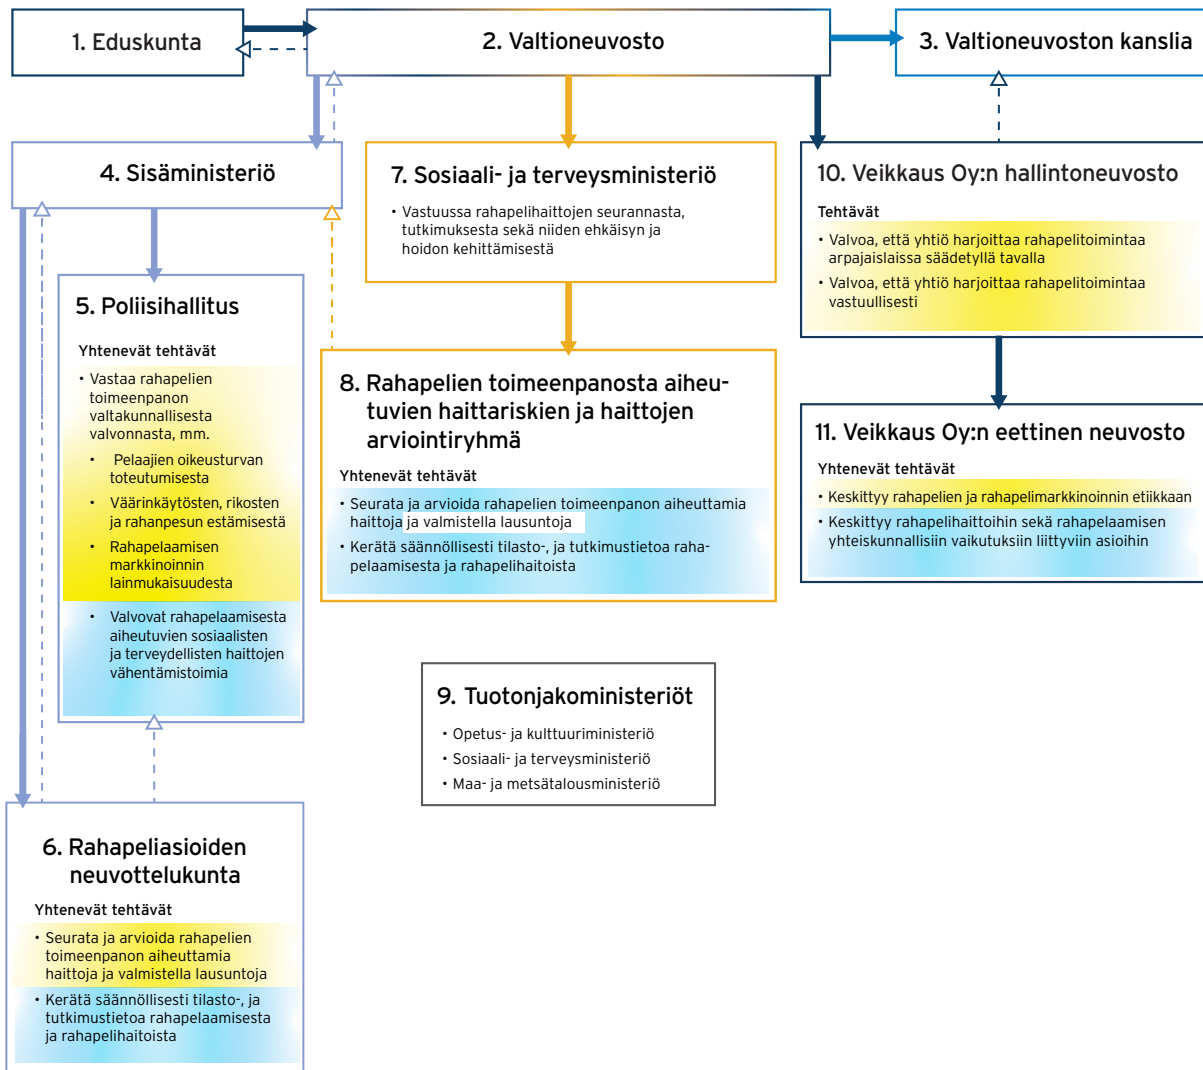 1. Eduskunta
2. Valtioneuvosto
3. Valtioneuvoston kanslia
4. Sisäministeriö
5. Poliisihallitus
Yhtenevät tehtävät
• Vastaa rahapelien
toimeenpanon
valtakunnallisesta
valvonnasta, mm.
• Pelaajien oikeusturvan
toteutumisesta
• Väärinkäytösten, rikosten
ja rahanpesun estämisestä
• Rahapelaamisen
markkinoinnin
lainmukaisuudesta
• Valvovat rahapelaamisesta
aiheutuvien sosiaalisten
ja terveydellisten haittojen
vähentämistoimia
6. Rahapeliasioiden
neuvottelukunta
Yhtenevät tehtävät
• Seurata ja arvioida rahapelien
toimeenpanon aiheuttamia
haittoja ja valmistella lausuntoja
• Kerätä säännöllisesti tilasto-, ja
tutkimustietoa rahapelaamisesta
ja rahapelihaitoista
7. Sosiaali- ja terveysministeriö
• Vastuussa rahapelihaittojen seurannasta,
tutkimuksesta sekä niiden ehkäisyn ja
hoidon kehittämisestä
8. Rahapelien toimeenpanosta aiheu-
tuvien haittariskien ja haittojen
arviointiryhmä
Yhtenevät tehtävät
• Seurata ja arvioida rahapelien toimeenpanon aiheuttamia
haittoja ja valmistella lausuntoja
• Kerätä säännöllisesti tilasto-, ja tutkimustietoa raha-
pelaamisesta ja rahapelihaitoista
9. Tuotonjakoministeriöt
• Opetus- ja kulttuuriministeriö
• Sosiaali- ja terveysministeriö
• Maa- ja metsätalousministeriö
10. Veikkaus Oy:n hallintoneuvosto
Tehtävät
• Valvoa, että yhtiö harjoittaa rahapelitoimintaa
arpajaislaissa säädetyllä tavalla
• Valvoa, että yhtiö harjoittaa rahapelitoimintaa
vastuullisesti
11. Veikkaus Oy:n eettinen neuvosto
Yhtenevät tehtävät
• Keskittyy rahapelien ja rahapelimarkkinoinnin etiikkaan
• Keskittyy rahapelihaittoihin sekä rahapelaamisen
yhteiskunnallisiin vaikutuksiin liittyviin asioihin